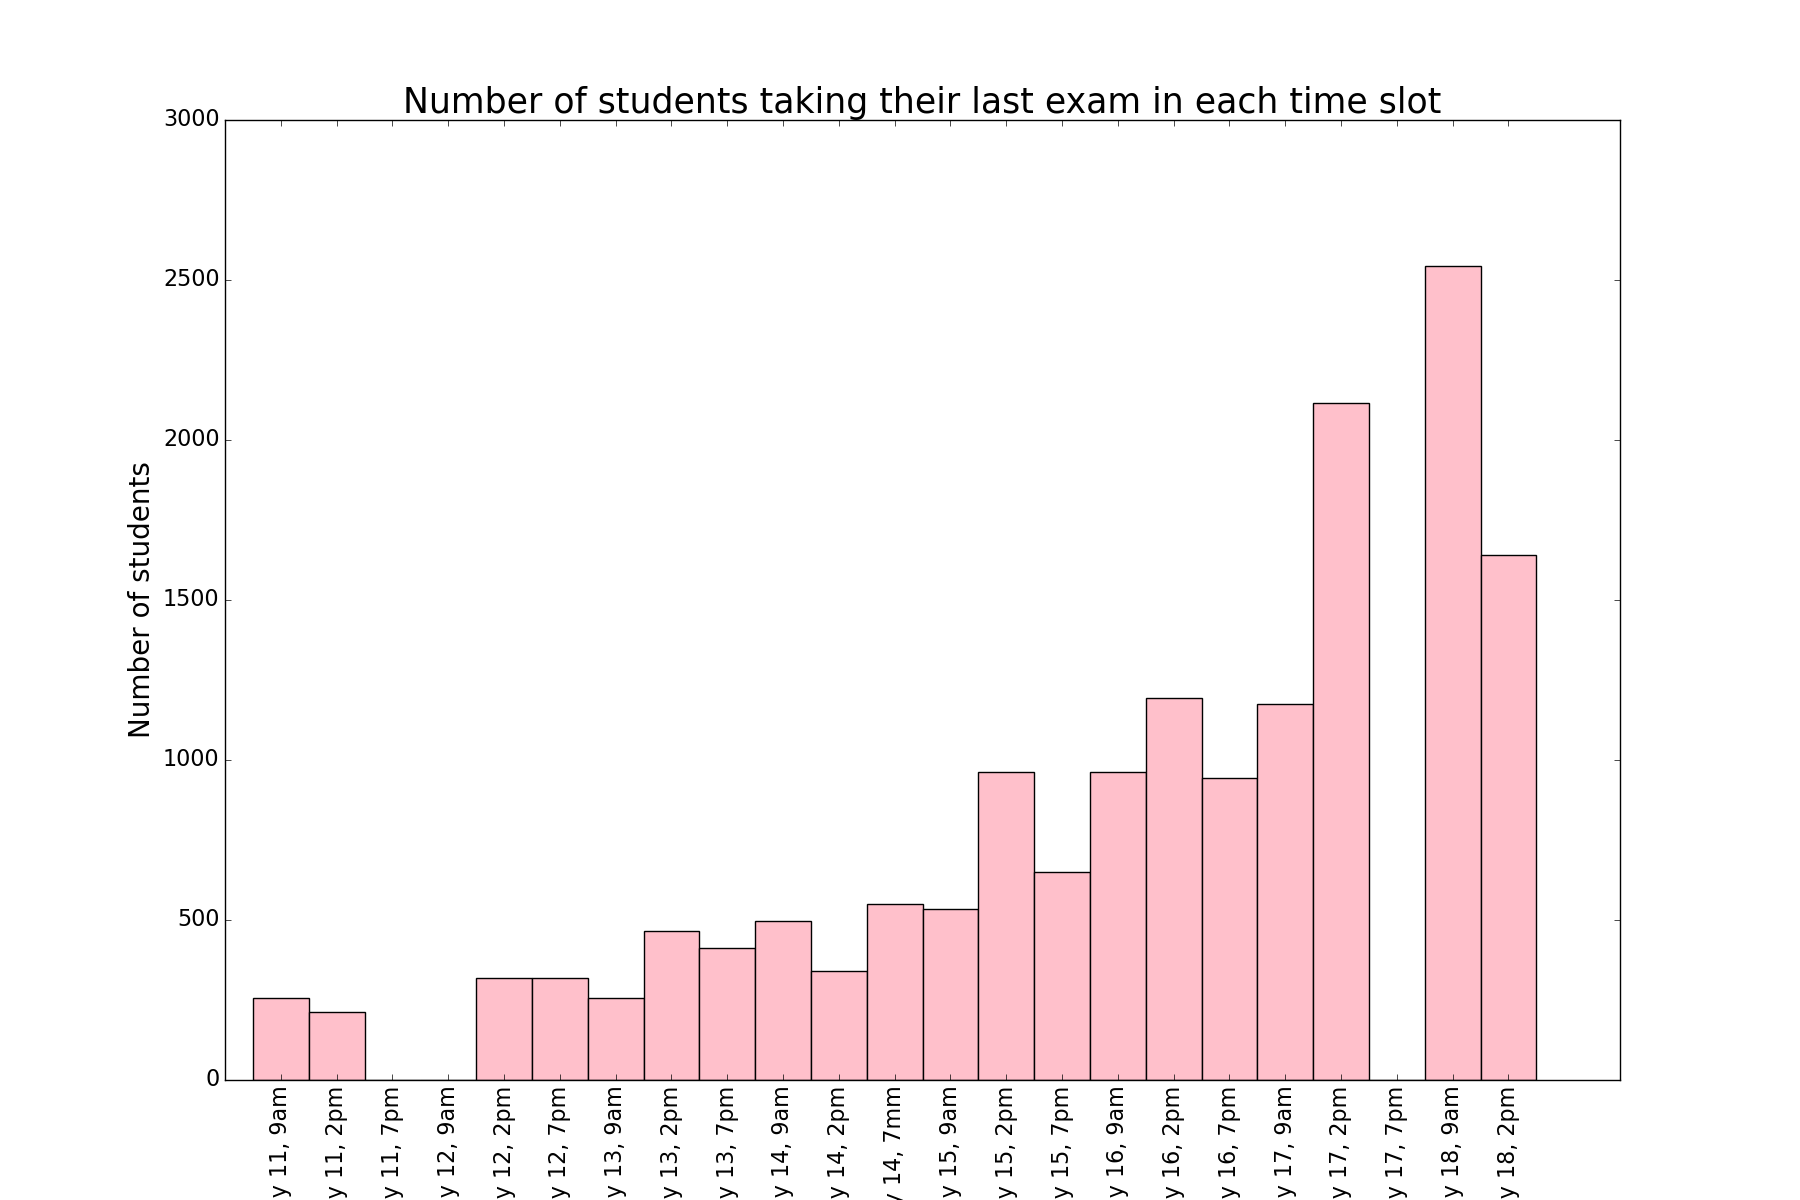 Number of students taking their last exam in each time slot
3000
2500
2000
1500
1000
500
0
Number of students
y 11, 9am
y 11, 2pm
y 11, 7pm
y 12, 9am
y 12, 2pm
y 12, 7pm
y 13, 9am
y 13, 2pm
y 13, 7pm
y 14, 9am
y 14, 2pm
y 14, 7mm
y 15, 9am
y 15, 2pm
y 15, 7pm
y 16, 9am
y 16, 2pm
y 16, 7pm
y 17, 9am
y 17, 2pm
y 17, 7pm
y 18, 9am
y 18, 2pm